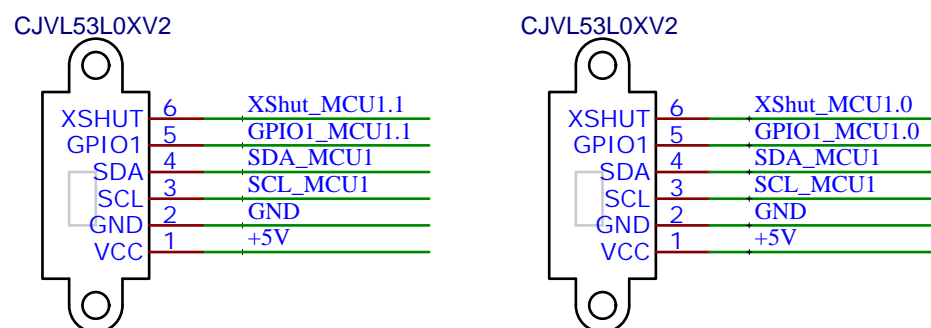 CJVL53L0XV2
XSHUT 6 XShut_MCU1.1
GPIO1 5 GPIO1_MCU1.1
SDA 4 SDA_MCU1
SCL 3 SCL_MCU1
GND 2 GND
VCC 1 +5V
CJVL53L0XV2
XSHUT 6 XShut_MCU1.0
GPIO1 5 GPIO1_MCU1.0
SDA 4 SDA_MCU1
SCL 3 SCL_MCU1
GND 2 GND
VCC 1 +5V